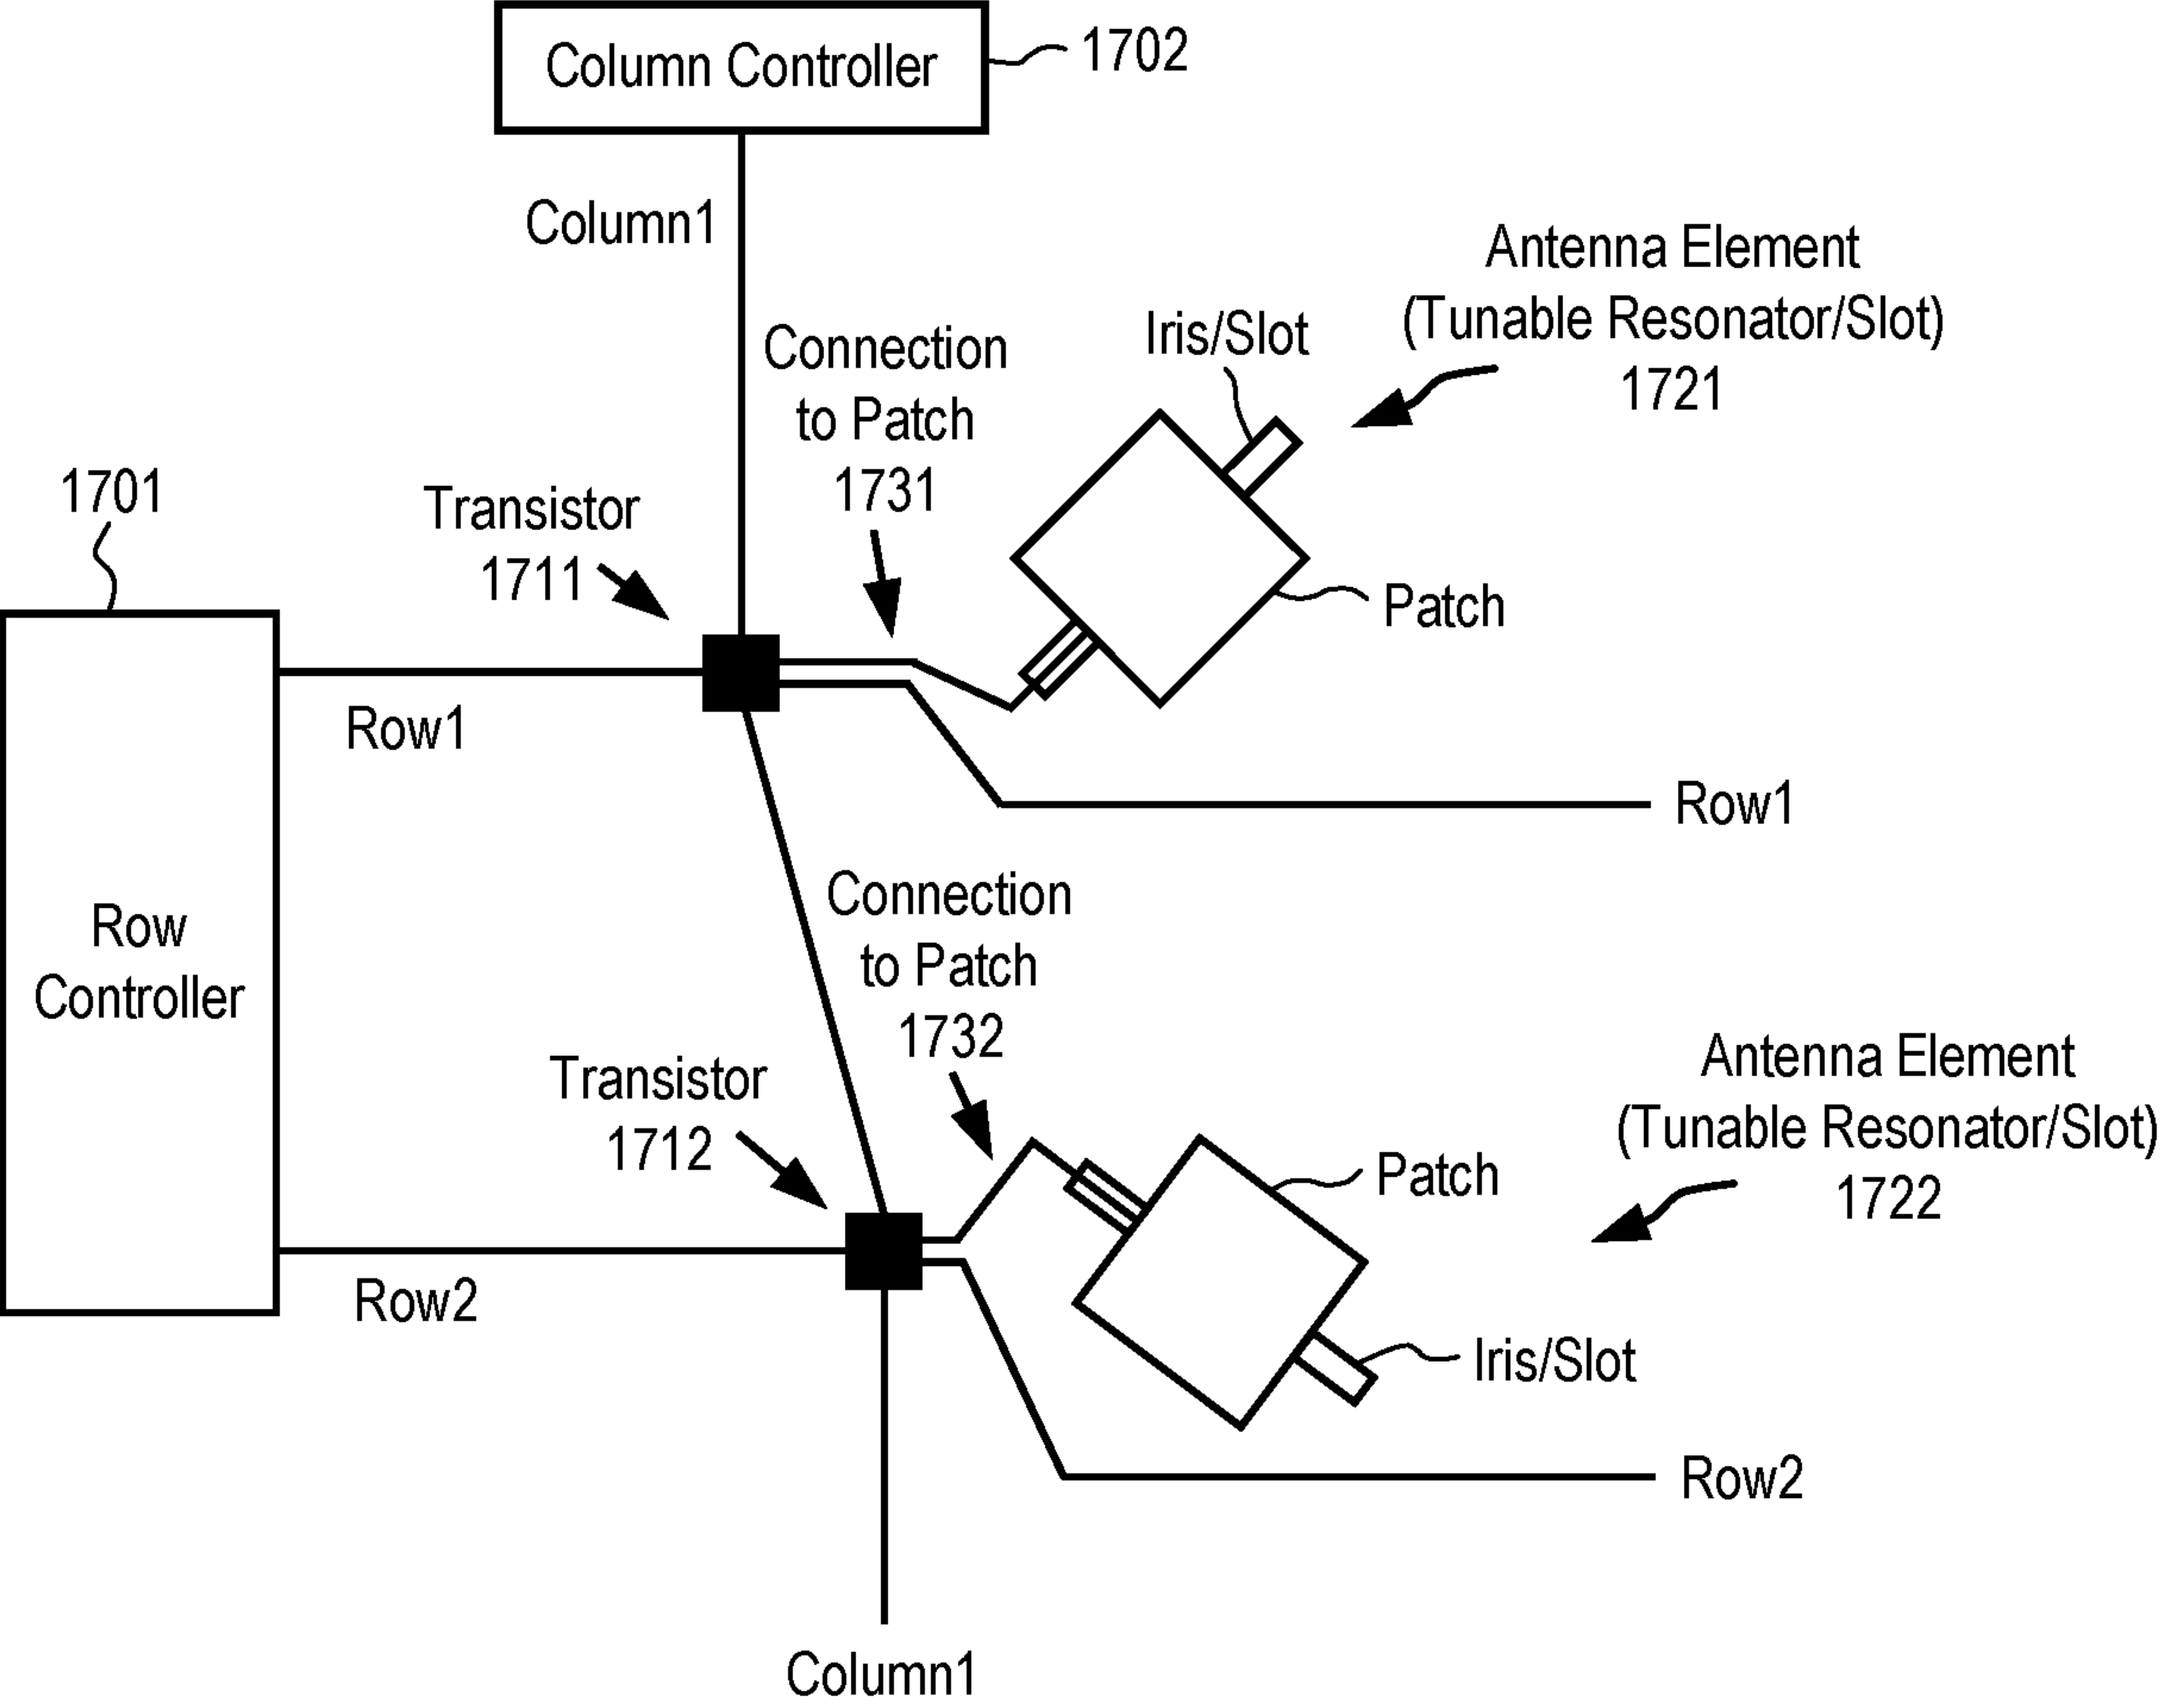 Column Controller
1702
Column1
Antenna Element
(Tunable Resonator/Slot)
1721
Iris/Slot
Connection
to Patch
1731
1701
Transistor
1711
Patch
Row1
Row1
Connection
to Patch
1732
Row
Controller
Transistor
1712
Antenna Element
(Tunable Resonator/Slot)
1722
Patch
Row2
Iris/Slot
Row2
Column1